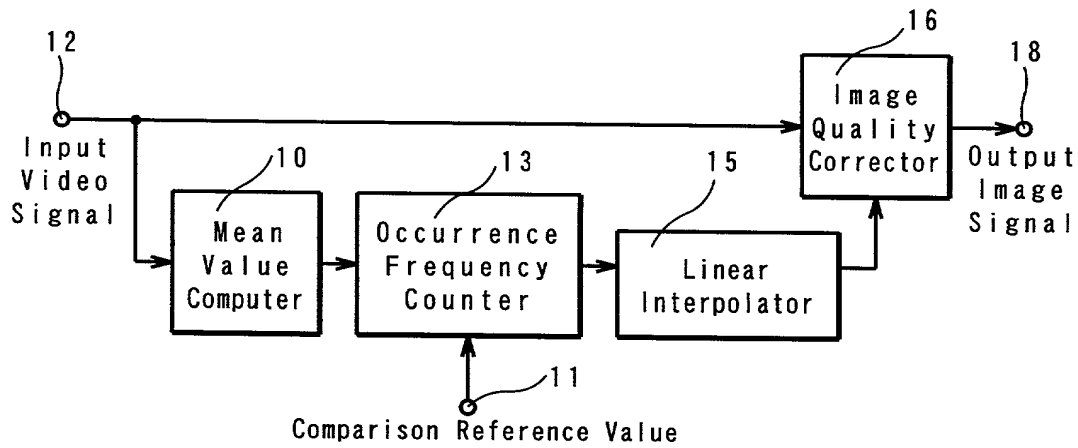 12
Input
Video
Signal
10
Mean
Value
Computer
13
Occurrence
Frequency
Counter
15
Linear
Interpolator
16
Image
Quality
Corrector
18
Output
Image
Signal
11
Comparison Reference Value